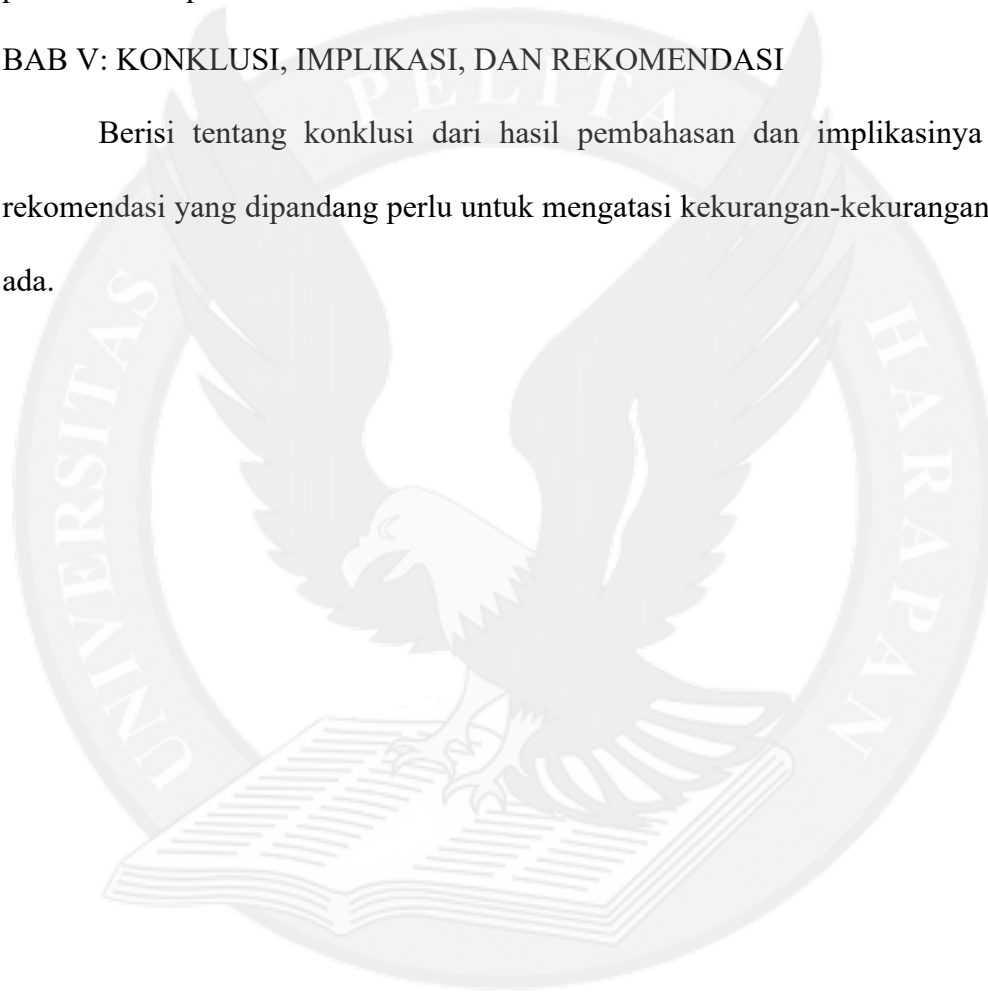 BAB V: KONKLUSI, IMPLIKASI, DAN REKOMENDASI
Berisi tentang konklusi dari hasil pembahasan dan implikasinya
rekomendasi yang dipandang perlu untuk mengatasi kekurangan-kekurangan
ada.
UNIVERSITAS PELITA HARAPAN